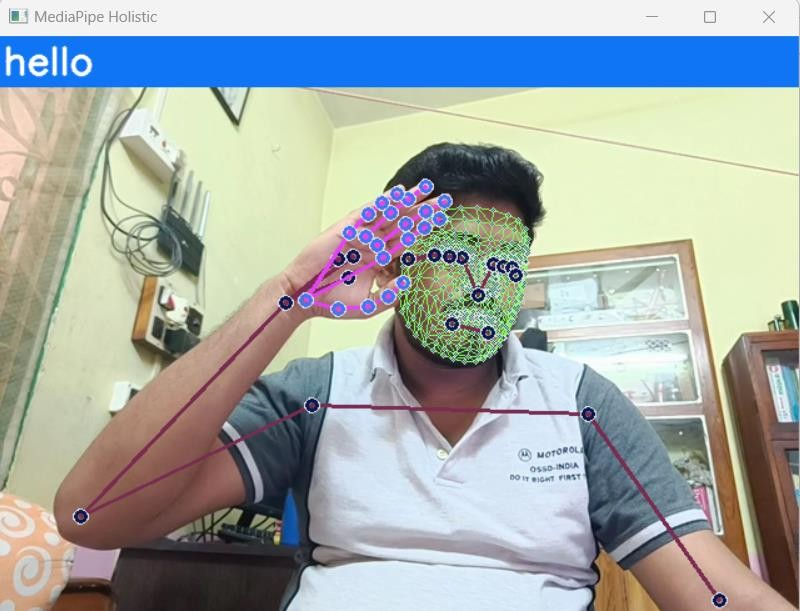 MediaPipe Holistic
hello
MOTOROLA
OSSD-INDIA
DO IT RIGHT FIRST